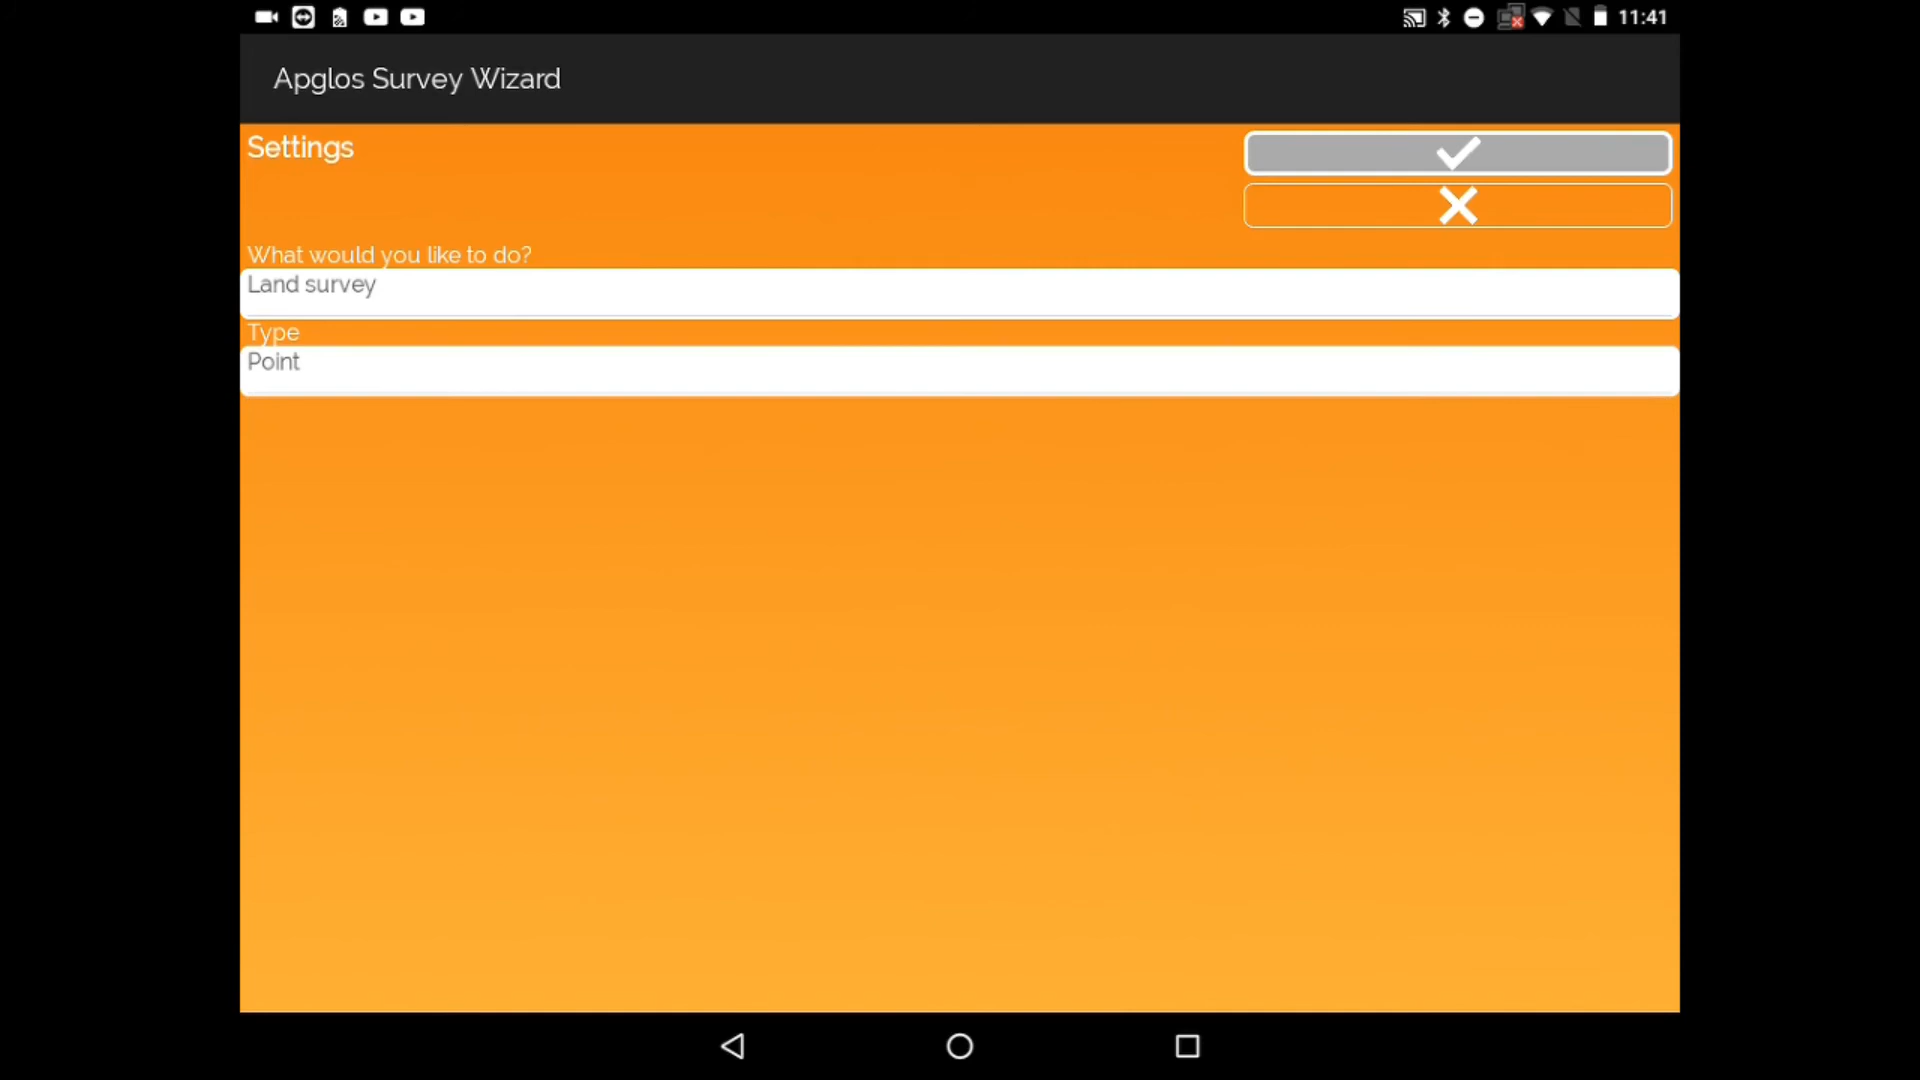 11:41
Apglos Survey Wizard
Settings
What would you like to do?
Land survey
Type
Point